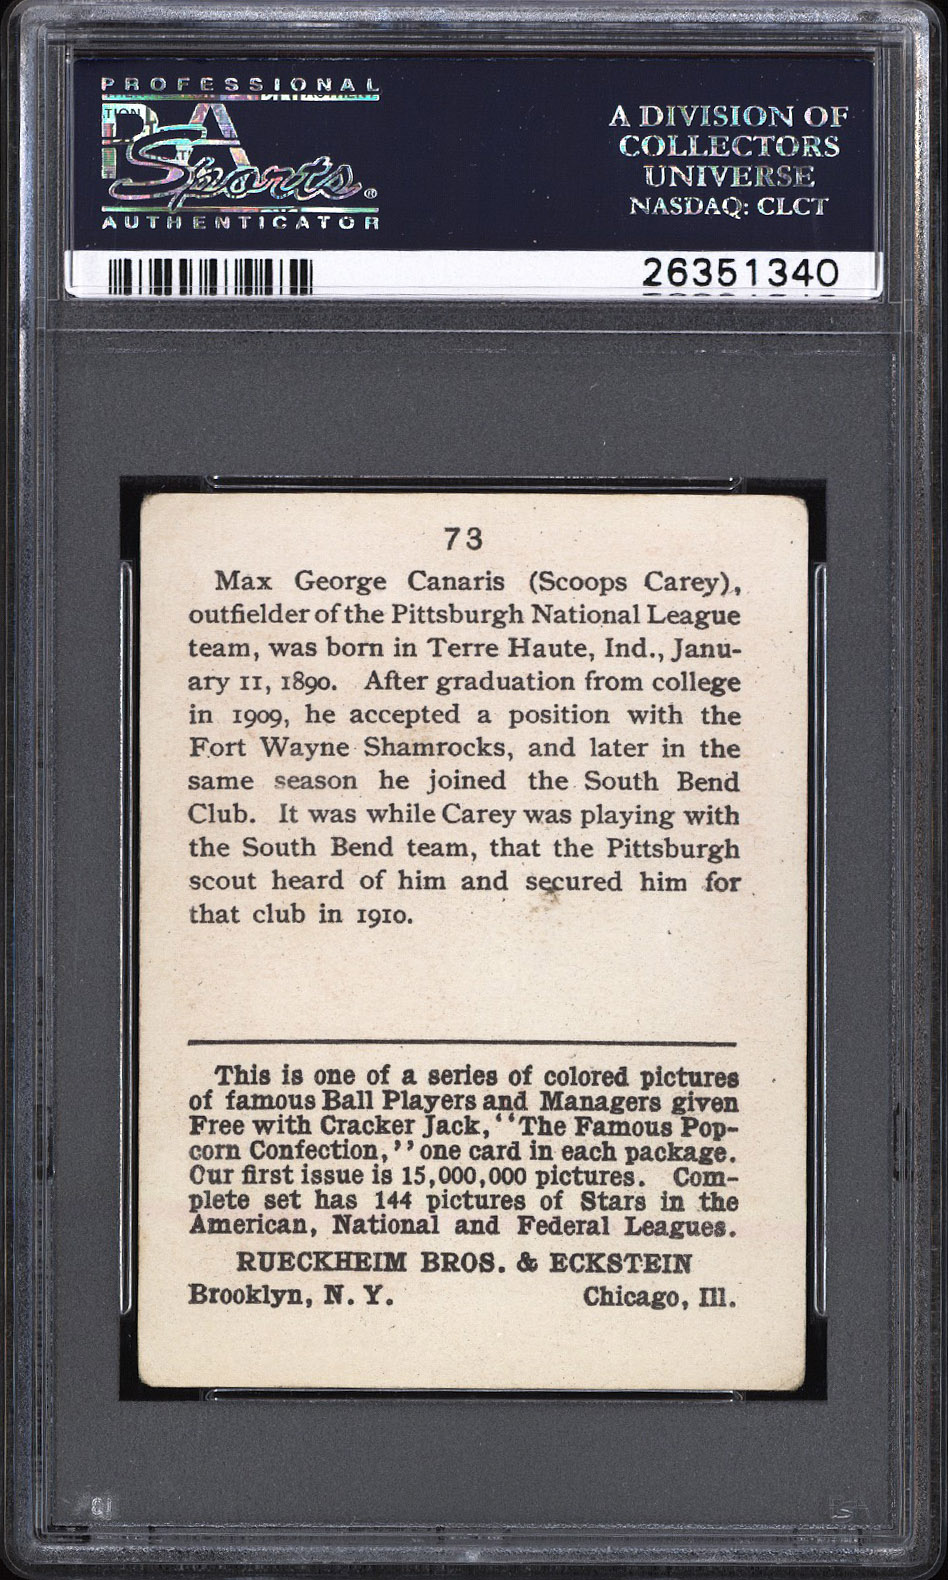 PROFESSIONAL
PSA
Sports®
AUTHENTICATOR
A DIVISION OF
COLLECTORS
UNIVERSE
NASDAQ: CLCT
26351340
73
Max George Canaris (Scoops Carey),
outfielder of the Pittsburgh National League
team, was born in Terre Haute, Ind., Janu-
ary 11, 1890. After graduation from college
in 1909, he accepted a position with the
Fort Wayne Shamrocks, and later in the
same season he joined the South Bend
Club. It was while Carey was playing with
the South Bend team, that the Pittsburgh
scout heard of him and secured him for
that club in 1910.
This is one of a series of colored pictures
of famous Ball Players and Managers given
Free with Cracker Jack, "The Famous Pop-
corn Confection," one card in each package.
Our first issue is 15,000,000 pictures. Com-
plete set has 144 pictures of Stars in the
American, National and Federal Leagues.
RUECKHEIM BROS. & ECKSTEIN
Brooklyn, N. Y. Chicago, Ill.